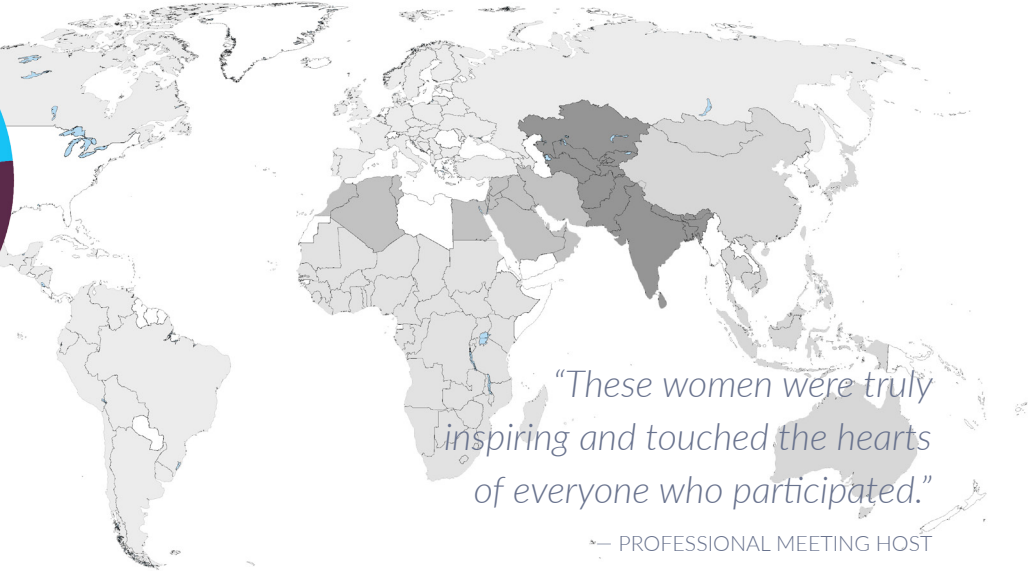 “These women were truly
inspiring and touched the hearts
of everyone who participated.”
— PROFESSIONAL MEETING HOST